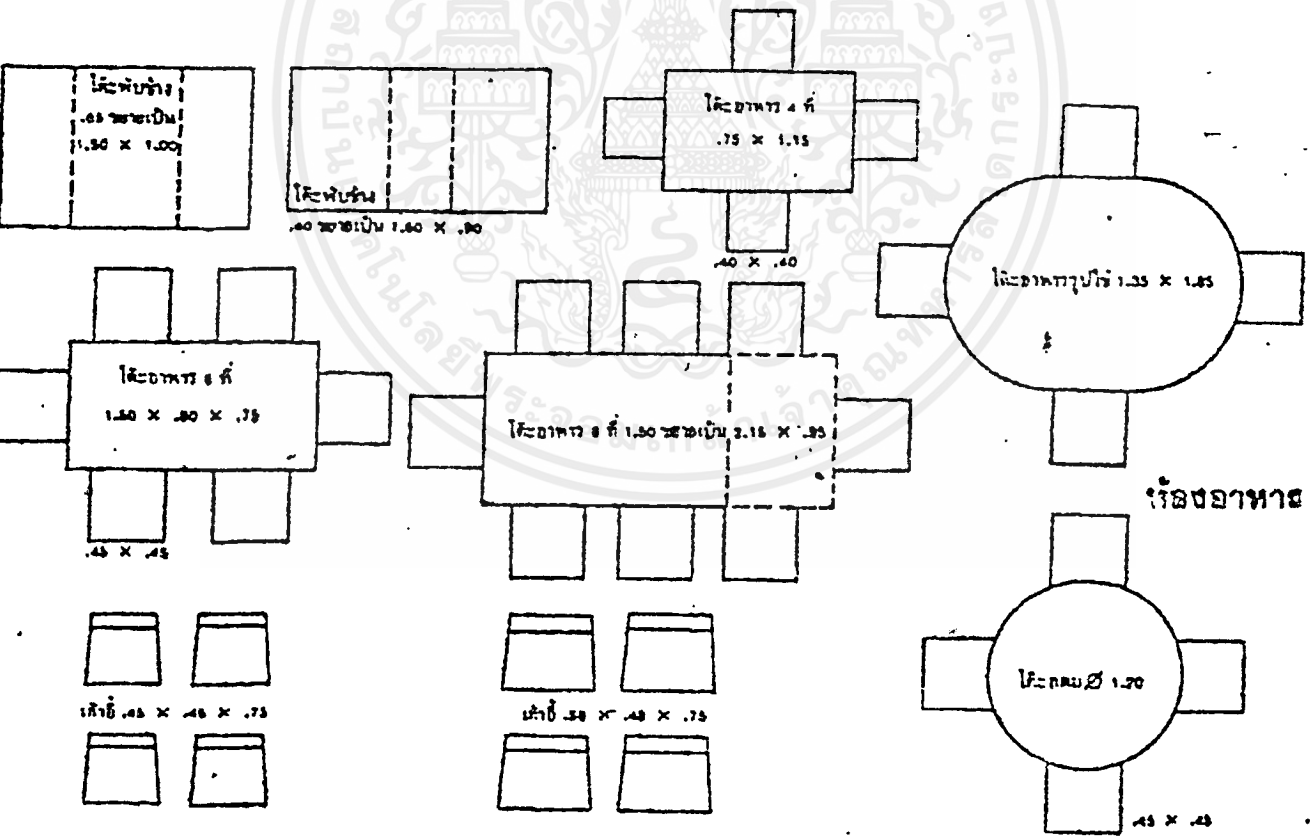 โต๊ะพับข้าง
.65 ขยายเป็น
1.50 × 1.00
โต๊ะพับข้าง
.60 ขยายเป็น 1.60 × .90
โต๊ะอาหาร 4 ที่
.75 × 1.15
.40 × .40
โต๊ะอาหารรูปไข่ 1.35 × 1.85
โต๊ะอาหาร 6 ที่
1.50 × .80 × .75
.45 × .45
โต๊ะอาหาร 8 ที่ 1.50 ขยายเป็น 2.15 × .95
ห้องอาหาร
เก้าอี้ .45 × .45 × .75
เก้าอี้ .58 × .48 × .75
โต๊ะกลม Ø 1.20
.45 × .45